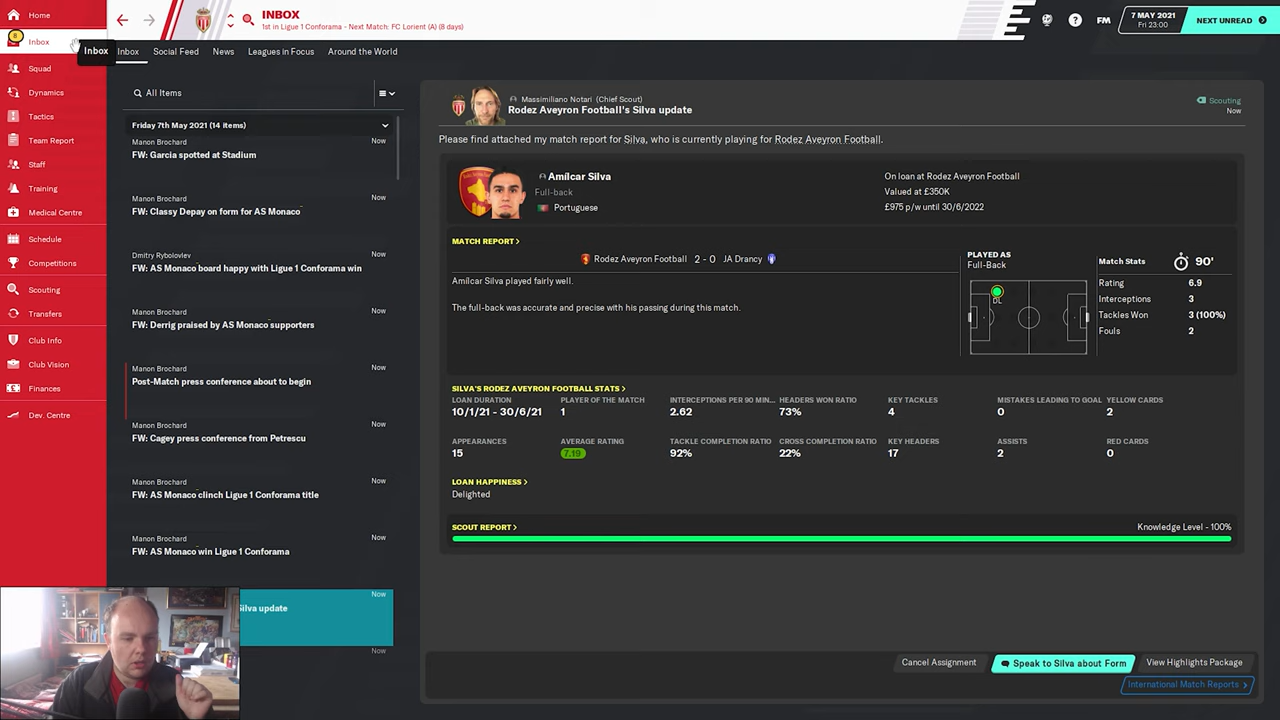 Home
Inbox
8
Inbox
Squad
Dynamics
Tactics
Team Report
Staff
Training
Medical Centre
Schedule
Competitions
Scouting
Transfers
Club Info
Club Vision
Finances
Dev. Centre
INBOX
1st in Ligue 1 Conforama - Next Match: FC Lorient (A) (8 days)
? FM
7 MAY 2021
Fri 23:00
NEXT UNREAD
Inbox Social Feed News Leagues in Focus Around the World
All Items
Friday 7th May 2021 (14 items)
Manon Brochard Now
FW: Garcia spotted at Stadium
Manon Brochard Now
FW: Classy Depay on form for AS Monaco
Dmitry Rybolovlev Now
FW: AS Monaco board happy with Ligue 1 Conforama win
Manon Brochard Now
FW: Derrig praised by AS Monaco supporters
Manon Brochard Now
Post-Match press conference about to begin
Manon Brochard Now
FW: Cagey press conference from Petrescu
Manon Brochard Now
FW: AS Monaco clinch Ligue 1 Conforama title
Manon Brochard Now
FW: AS Monaco win Ligue 1 Conforama
Now
Silva update
Now
Massimiliano Notari (Chief Scout)
Rodez Aveyron Football's Silva update
Scouting
Now
Please find attached my match report for Silva, who is currently playing for Rodez Aveyron Football.
Amílcar Silva
Full-back
Portuguese
On loan at Rodez Aveyron Football
Valued at £350K
£975 p/w until 30/6/2022
MATCH REPORT >
Rodez Aveyron Football 2 - 0 JA Drancy
Amílcar Silva played fairly well.
The full-back was accurate and precise with his passing during this match.
PLAYED AS
Full-Back
DL
Match Stats 90'
Rating 6.9
Interceptions 3
Tackles Won 3 (100%)
Fouls 2
SILVA'S RODEZ AVEYRON FOOTBALL STATS >
LOAN DURATION PLAYER OF THE MATCH INTERCEPTIONS PER 90 MIN... HEADERS WON RATIO KEY TACKLES MISTAKES LEADING TO GOAL YELLOW CARDS
10/1/21 - 30/6/21 1 2.62 73% 4 0 2
APPEARANCES AVERAGE RATING TACKLE COMPLETION RATIO CROSS COMPLETION RATIO KEY HEADERS ASSISTS RED CARDS
15 7.19 92% 22% 17 2 0
LOAN HAPPINESS >
Delighted
SCOUT REPORT > Knowledge Level - 100%
Cancel Assignment Speak to Silva about Form View Highlights Package
International Match Reports >